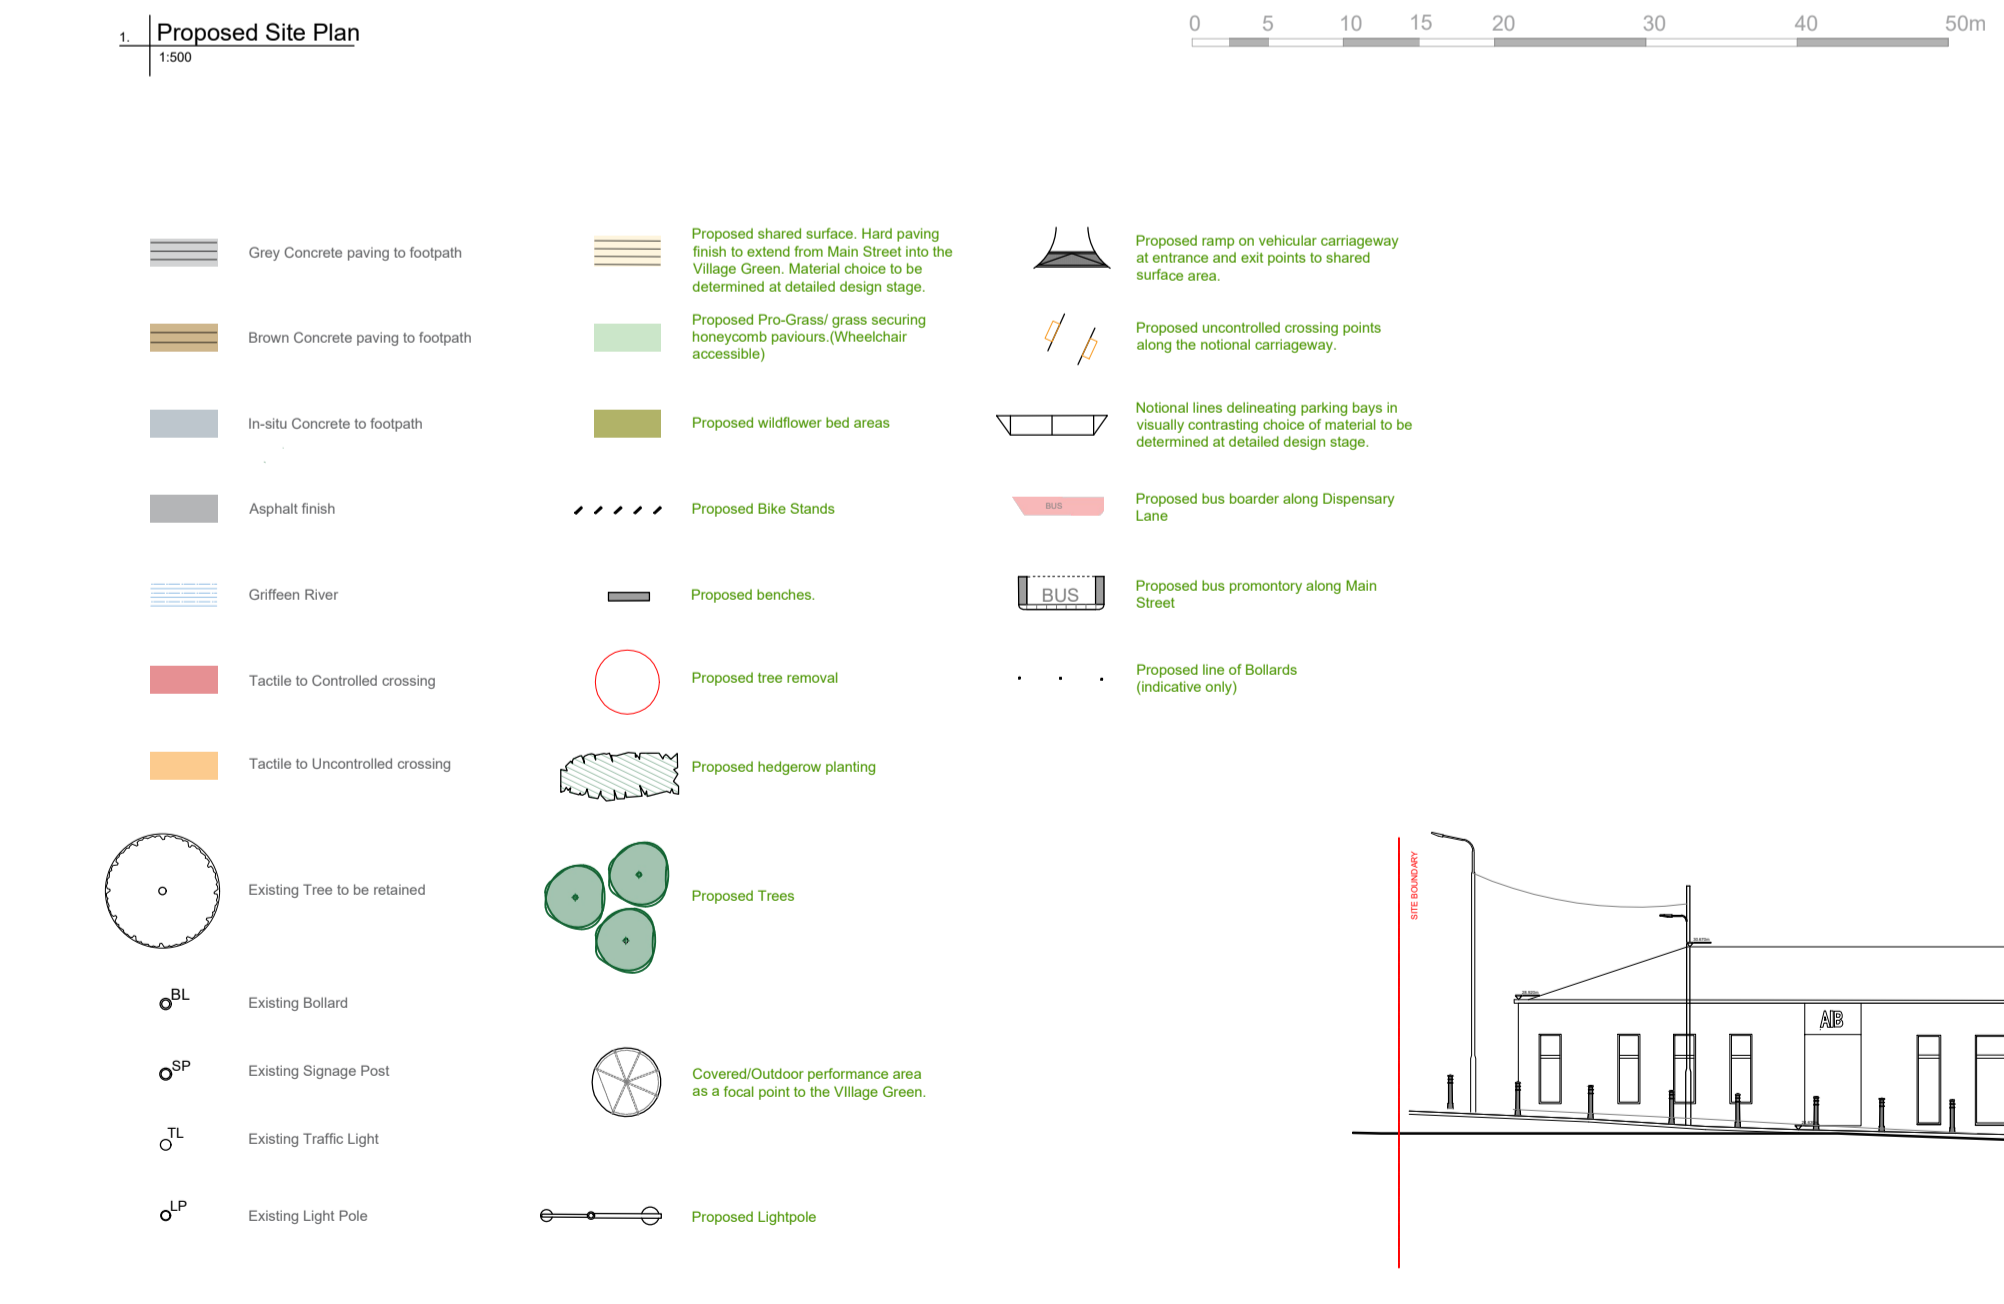 1.
Proposed Site Plan
1:500
0 5 10 15 20 30 40 50m
Grey Concrete paving to footpath
Brown Concrete paving to footpath
In-situ Concrete to footpath
Asphalt finish
Griffeen River
Tactile to Controlled crossing
Tactile to Uncontrolled crossing
Existing Tree to be retained
BL
Existing Bollard
SP
Existing Signage Post
TL
Existing Traffic Light
LP
Existing Light Pole
Proposed shared surface. Hard paving
finish to extend from Main Street into the
Village Green. Material choice to be
determined at detailed design stage.
Proposed Pro-Grass/ grass securing
honeycomb paviours.(Wheelchair
accessible)
Proposed wildflower bed areas
Proposed Bike Stands
Proposed benches.
Proposed tree removal
Proposed hedgerow planting
Proposed Trees
Covered/Outdoor performance area
as a focal point to the VIllage Green.
Proposed Lightpole
Proposed ramp on vehicular carriageway
at entrance and exit points to shared
surface area.
Proposed uncontrolled crossing points
along the notional carriageway.
Notional lines delineating parking bays in
visually contrasting choice of material to be
determined at detailed design stage.
BUS
Proposed bus boarder along Dispensary
Lane
BUS
Proposed bus promontory along Main
Street
Proposed line of Bollards
(indicative only)
SITE BOUNDARY
AIB